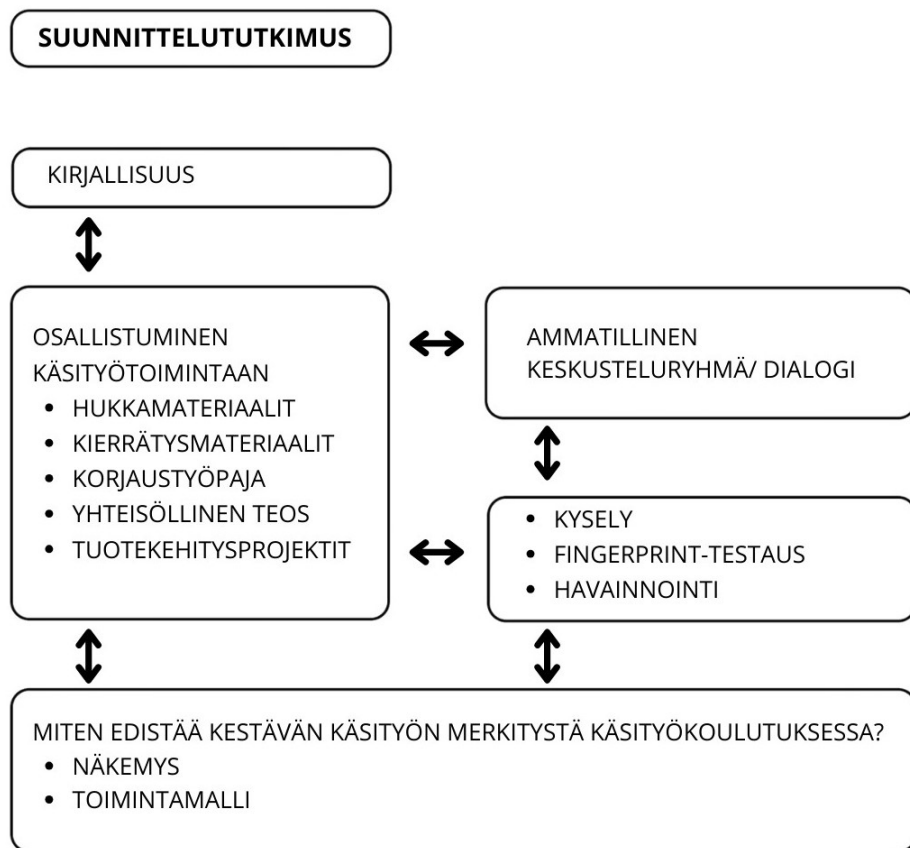 SUUNNITTELUTUTKIMUS
KIRJALLISUUS
OSALLISTUMINEN
KÄSITYÖTOIMINTAAN
• HUKKAMATERIAALIT
• KIERRÄTYSMATERIAALIT
• KORJAUSTYÖPAJA
• YHTEISÖLLINEN TEOS
• TUOTEKEHITYSPROJEKTIT
AMMATILLINEN
KESKUSTELURYHMÄ/ DIALOGI
• KYSELY
• FINGERPRINT-TESTAUS
• HAVAINNOINTI
MITEN EDISTÄÄ KESTÄVÄN KÄSITYÖN MERKITYSTÄ KÄSITYÖKOULUTUKSESSA?
• NÄKEMYS
• TOIMINTAMALLI